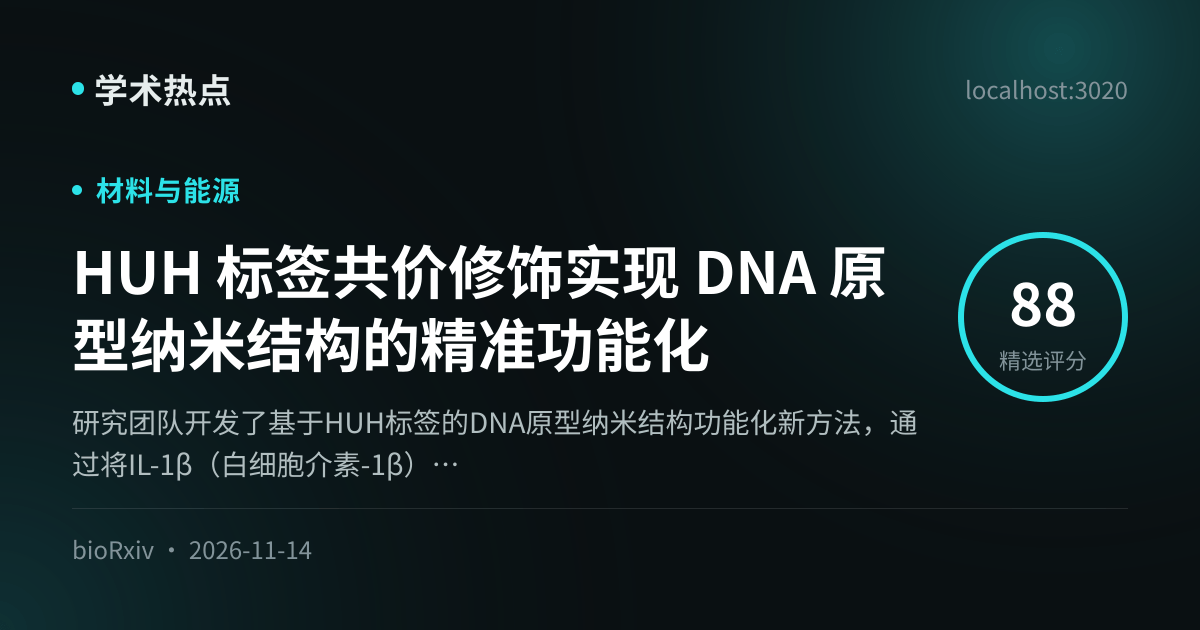 学术热点
localhost:3020
材料与能源
HUH 标签共价修饰实现 DNA 原
型纳米结构的精准功能化
88
精选评分
研究团队开发了基于HUH标签的DNA原型纳米结构功能化新方法，通
过将IL-1β（白细胞介素-1β）⋯
bioRxiv · 2026-11-14